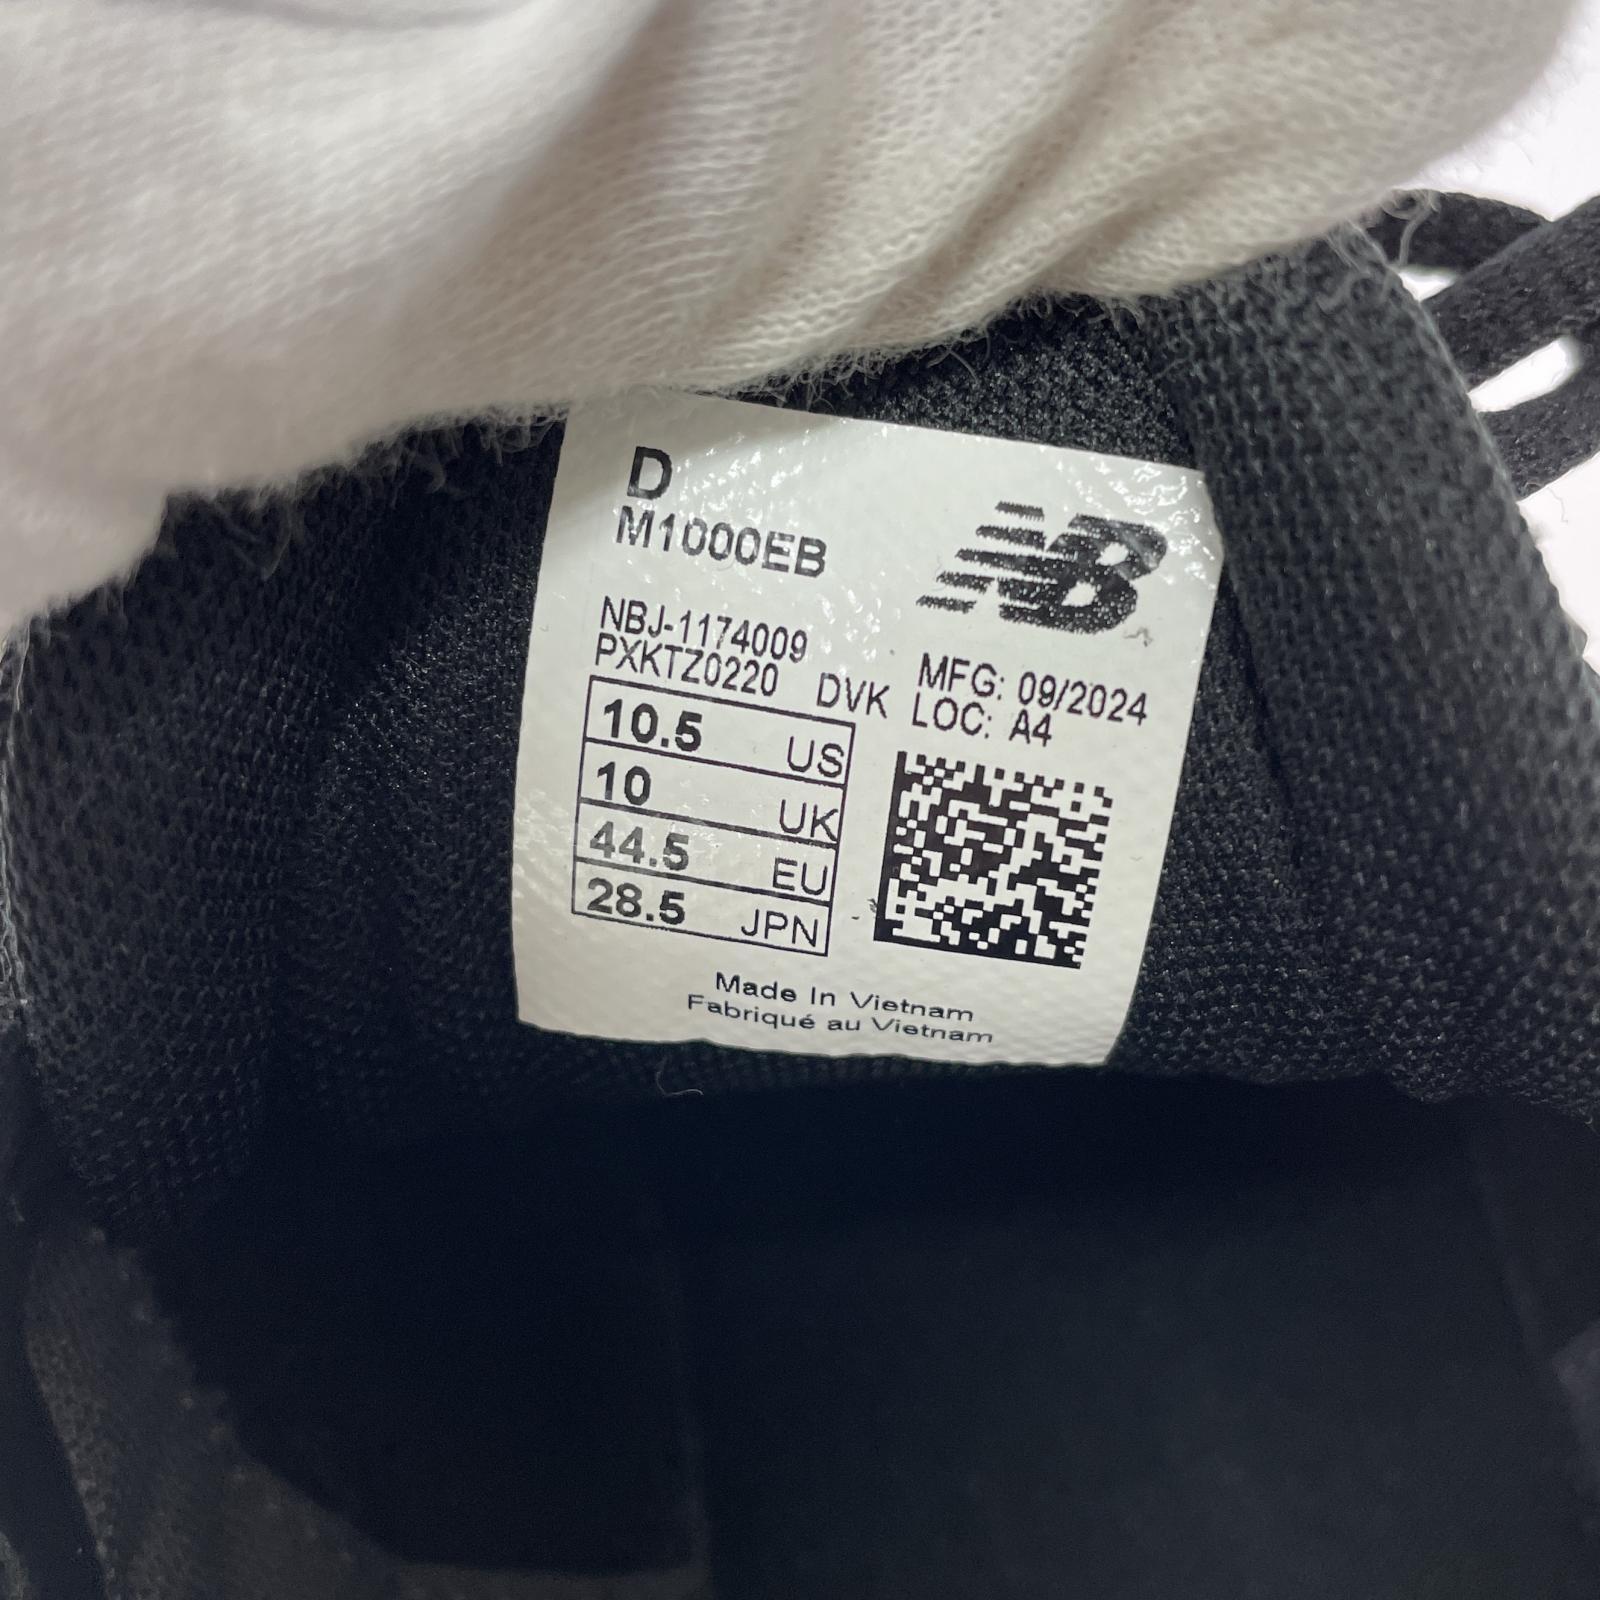 D
M1000EB
NB
NBJ-1174009
PXKTZ0220 DVK
MFG: 09/2024
LOC: A4
10.5 US
10 UK
44.5 EU
28.5 JPN
Made In Vietnam
Fabriqué au Vietnam